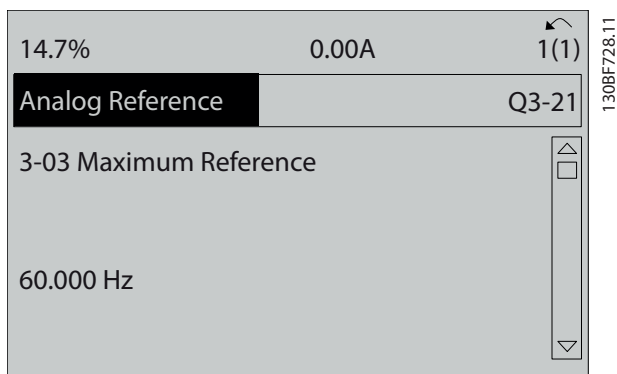 14.7% 0.00A 1(1)
Analog Reference Q3-21
3-03 Maximum Reference
60.000 Hz
130BF728.11